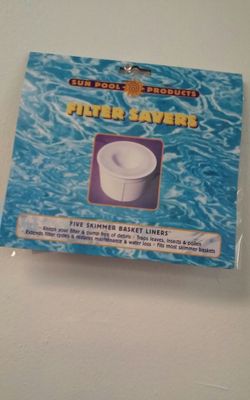 SUN POOL PRODUCTS
FILTER SAVERS
FIVE SKIMMER BASKET LINERS™
Keeps your filter & pump free of debris - Traps leaves, insects & pollen
Extends filter cycles & reduces maintenance & water loss - Fits most skimmer baskets